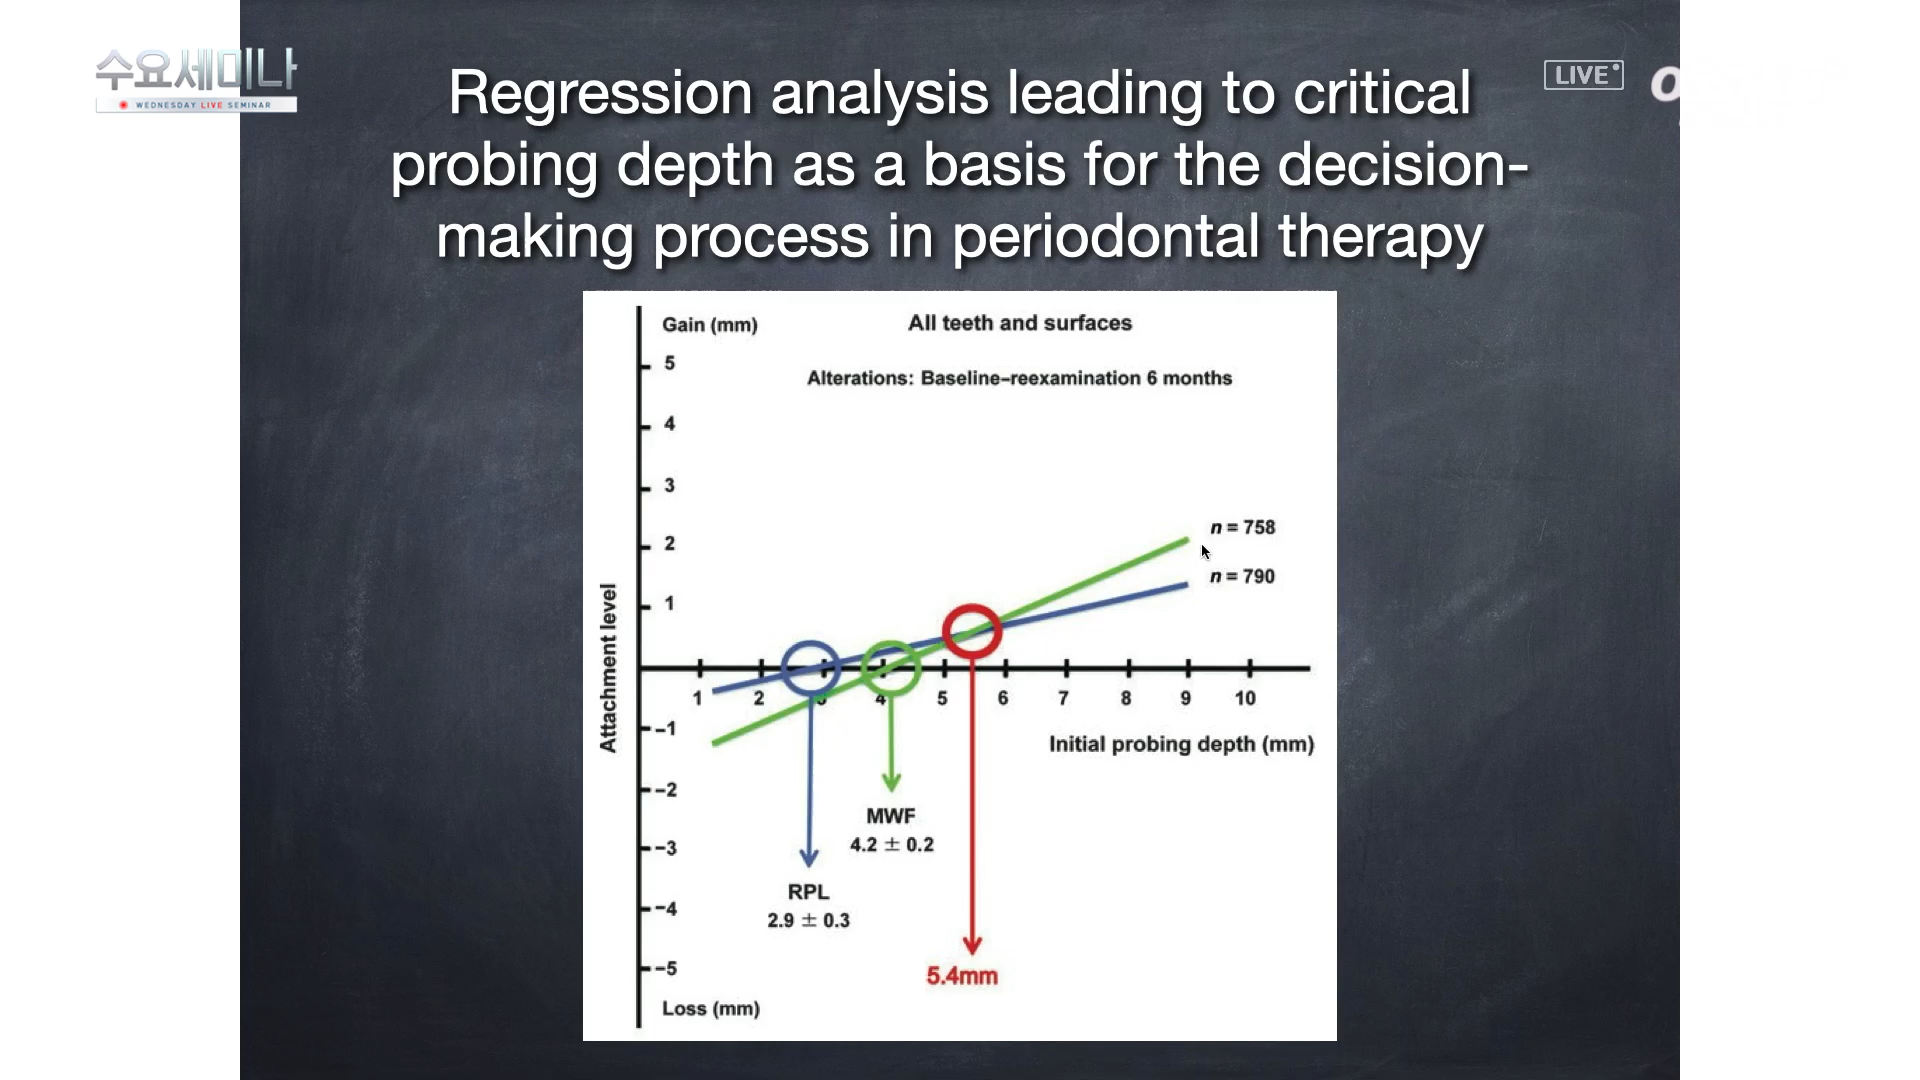 수요세미나
WEDNESDAY LIVE SEMINAR
LIVE
Regression analysis leading to critical
probing depth as a basis for the decision-
making process in periodontal therapy
Gain (mm)
All teeth and surfaces
Alterations: Baseline–reexamination 6 months
5
4
3
2
1
–1
–2
–3
–4
–5
Attachment level
n = 758
n = 790
1 2 3 4 5 6 7 8 9 10
Initial probing depth (mm)
MWF
4.2 ± 0.2
RPL
2.9 ± 0.3
5.4mm
Loss (mm)